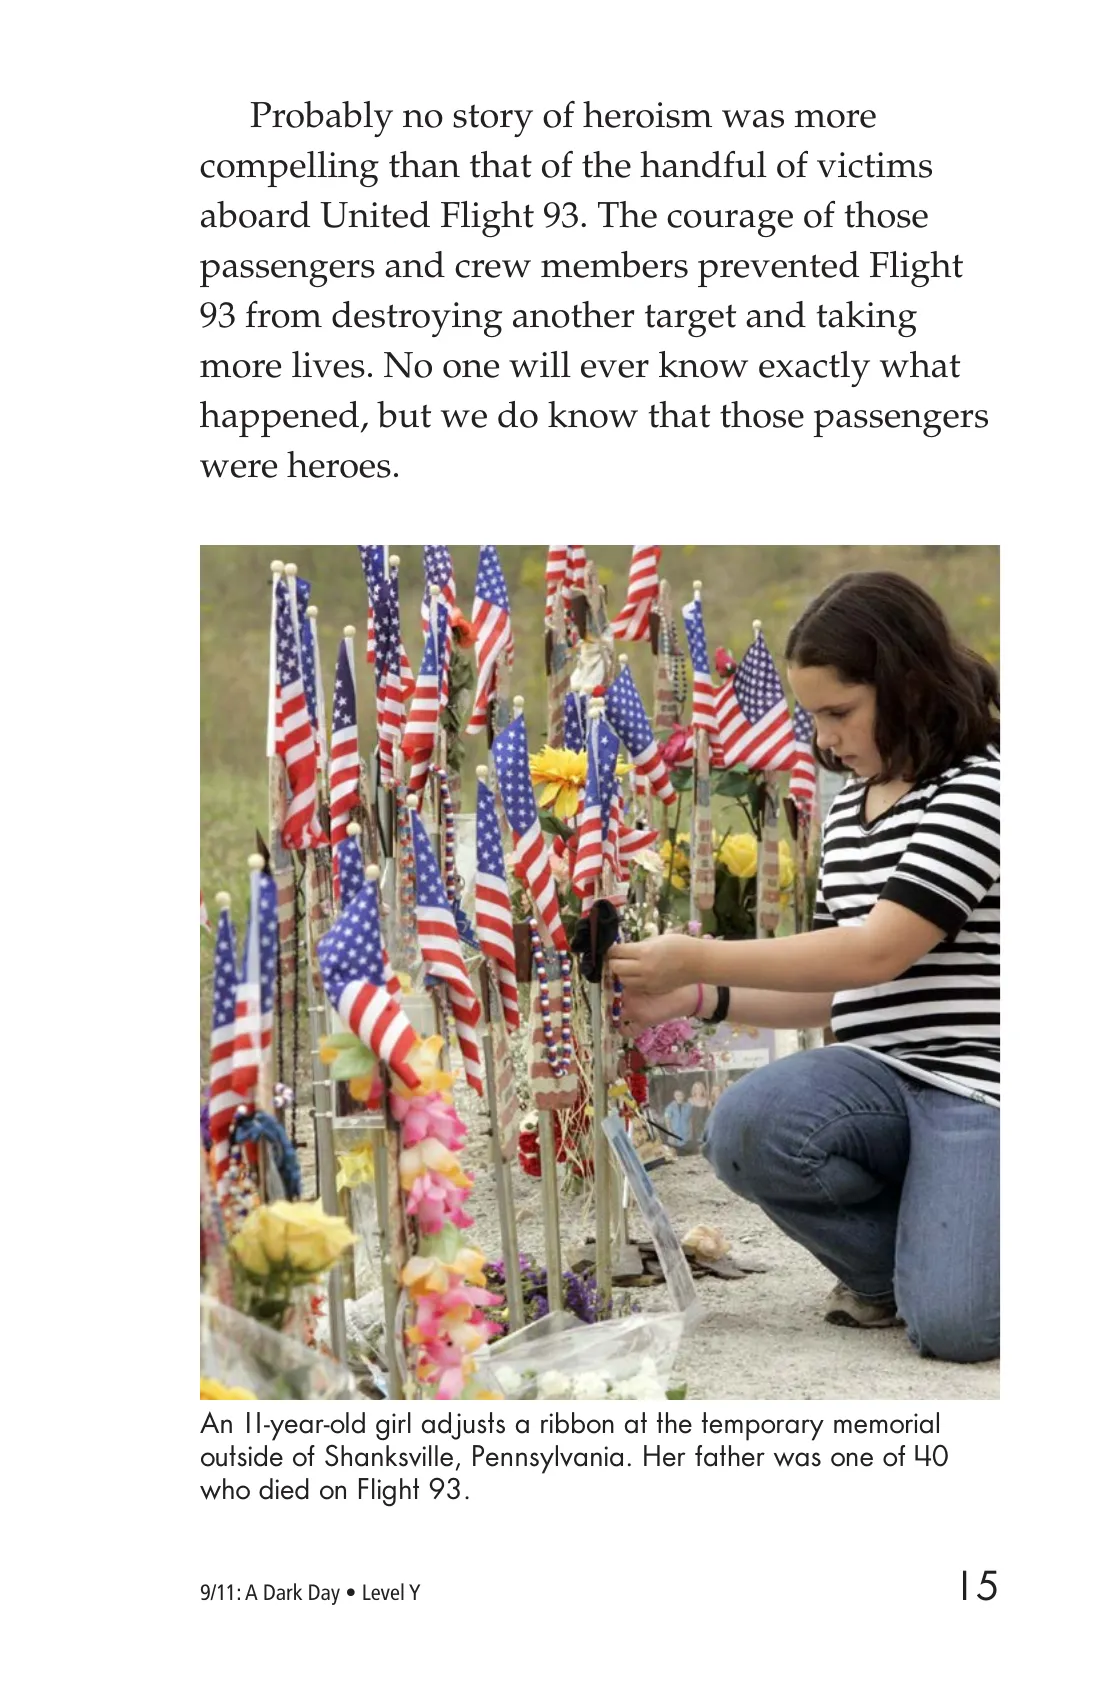 Probably no story of heroism was more
compelling than that of the handful of victims
aboard United Flight 93. The courage of those
passengers and crew members prevented Flight
93 from destroying another target and taking
more lives. No one will ever know exactly what
happened, but we do know that those passengers
were heroes.
An 11-year-old girl adjusts a ribbon at the temporary memorial
outside of Shanksville, Pennsylvania. Her father was one of 40
who died on Flight 93.
9/11: A Dark Day • Level Y
15